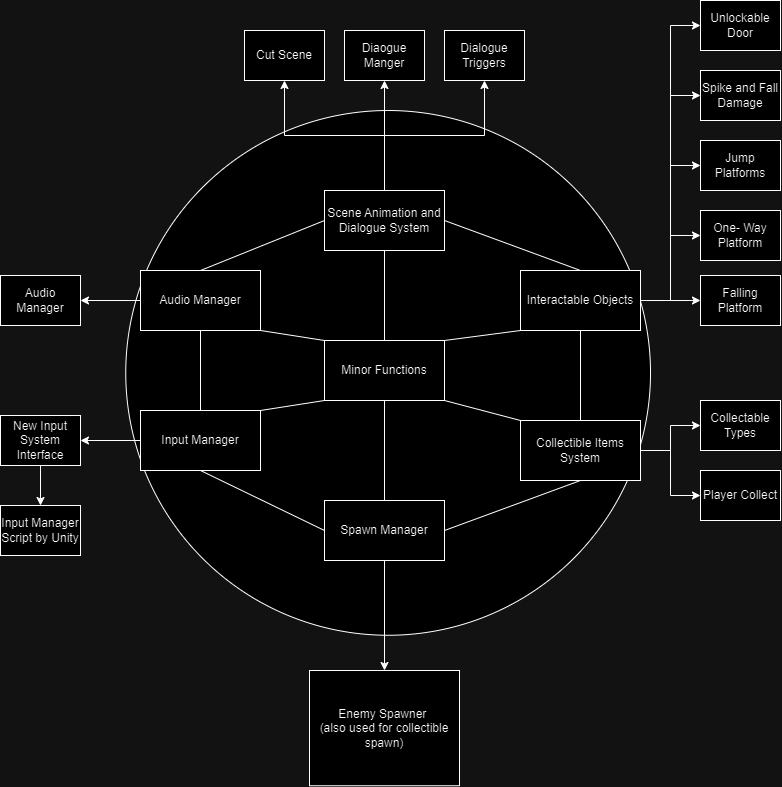 Unlockable
Door
Cut Scene
Diaogue
Manger
Dialogue
Triggers
Spike and Fall
Damage
Jump
Platforms
Scene Animation and
Dialogue System
One- Way
Platform
Audio
Manager
Audio Manager
Interactable Objects
Falling
Platform
Minor Functions
New Input
System
Interface
Input Manager
Collectible Items
System
Collectable
Types
Player Collect
Input Manager
Script by Unity
Spawn Manager
Enemy Spawner
(also used for collectible
spawn)